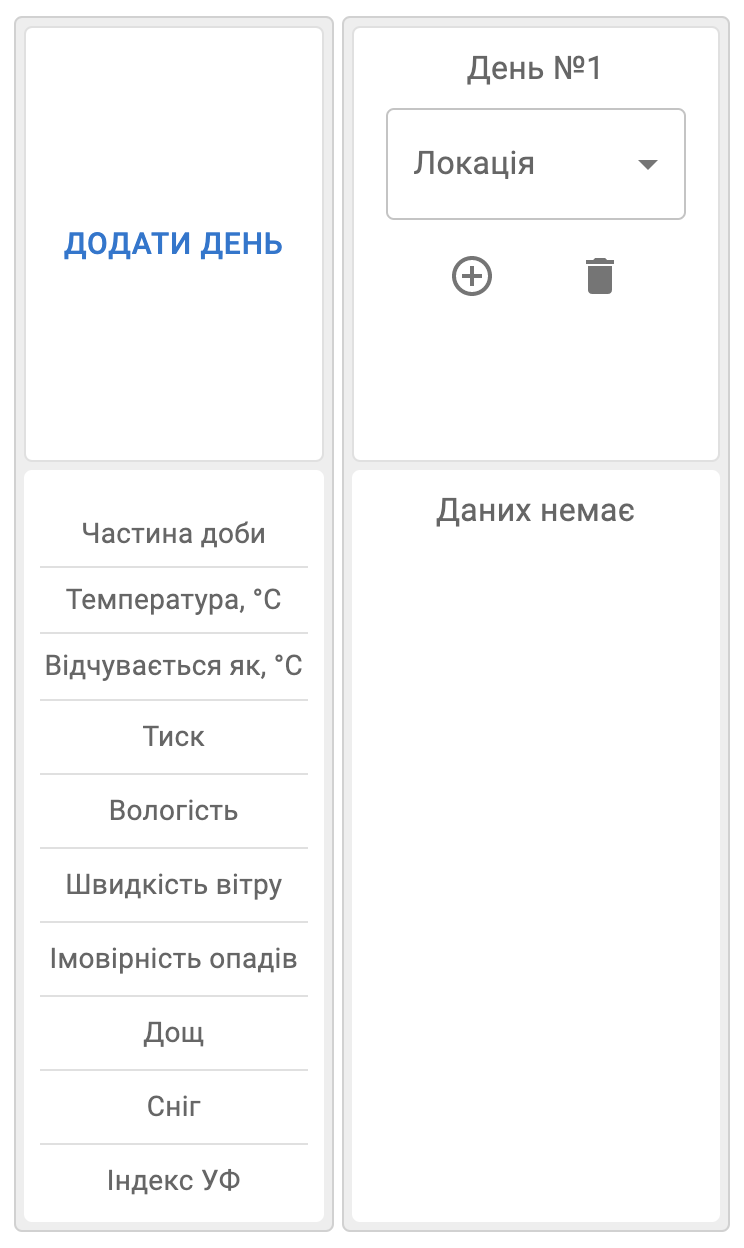 ДОДАТИ ДЕНЬ
Частина доби
Температура, °C
Відчувається як, °C
Тиск
Вологість
Швидкість вітру
Імовірність опадів
Дощ
Сніг
Індекс УФ
День №1
Локація
Даних немає